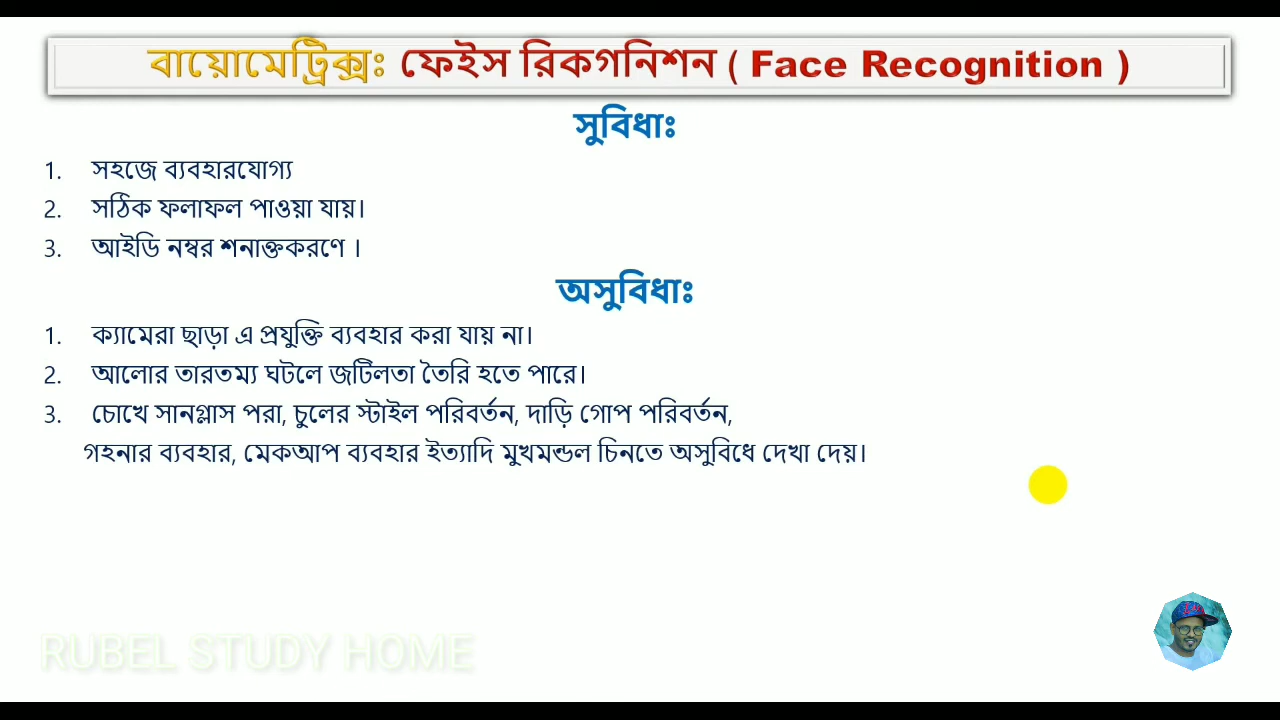 বায়োমেট্রিক্সঃ ফেইস রিকগনিশন ( Face Recognition )
সুবিধাঃ
1. সহজে ব্যবহারযোগ্য
2. সঠিক ফলাফল পাওয়া যায়।
3. আইডি নম্বর শনাক্তকরণে ।
অসুবিধাঃ
1. ক্যামেরা ছাড়া এ প্রযুক্তি ব্যবহার করা যায় না।
2. আলোর তারতম্য ঘটলে জটিলতা তৈরি হতে পারে।
3. চোখে সানগ্লাস পরা, চুলের স্টাইল পরিবর্তন, দাড়ি গোপ পরিবর্তন,
গহনার ব্যবহার, মেকআপ ব্যবহার ইত্যাদি মুখমন্ডল চিনতে অসুবিধে দেখা দেয়।
RUBEL STUDY HOME